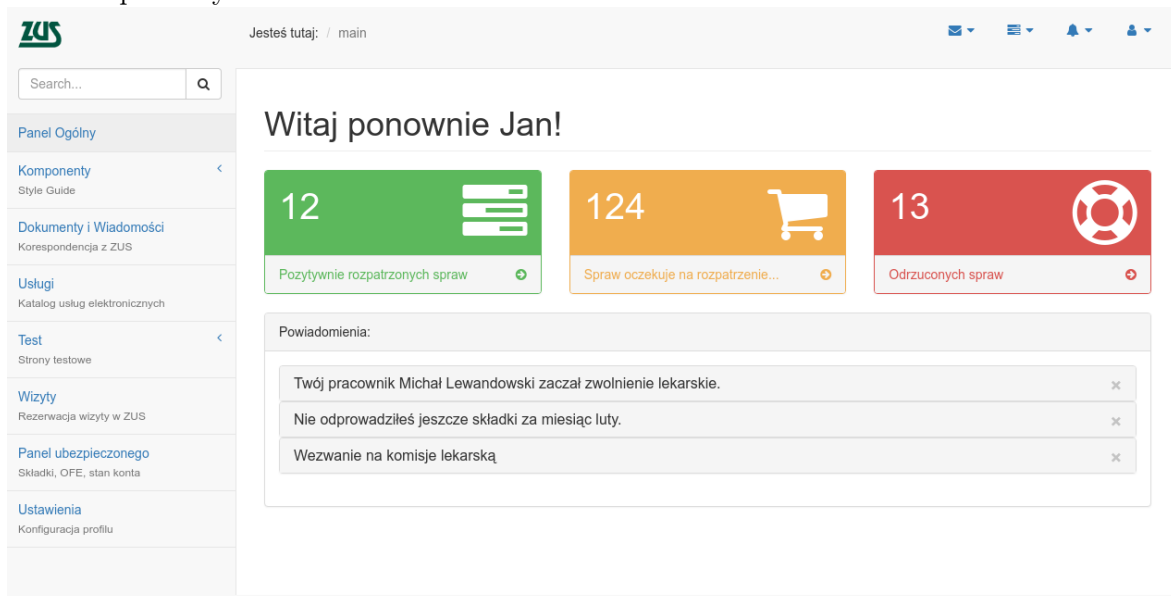 ZUS
Jesteś tutaj: / main
Search...
Panel Ogólny
Komponenty
Style Guide
Dokumenty i Wiadomości
Korespondencja z ZUS
Usługi
Katalog usług elektronicznych
Test
Strony testowe
Wizyty
Rezerwacja wizyty w ZUS
Panel ubezpieczonego
Składki, OFE, stan konta
Ustawienia
Konfiguracja profilu
Witaj ponownie Jan!
12
Pozytywnie rozpatrzonych spraw
124
Spraw oczekuje na rozpatrzenie...
13
Odrzuconych spraw
Powiadomienia:
Twój pracownik Michał Lewandowski zaczał zwolnienie lekarskie.
Nie odprowadziłeś jeszcze składki za miesiąc luty.
Wezwanie na komisje lekarską